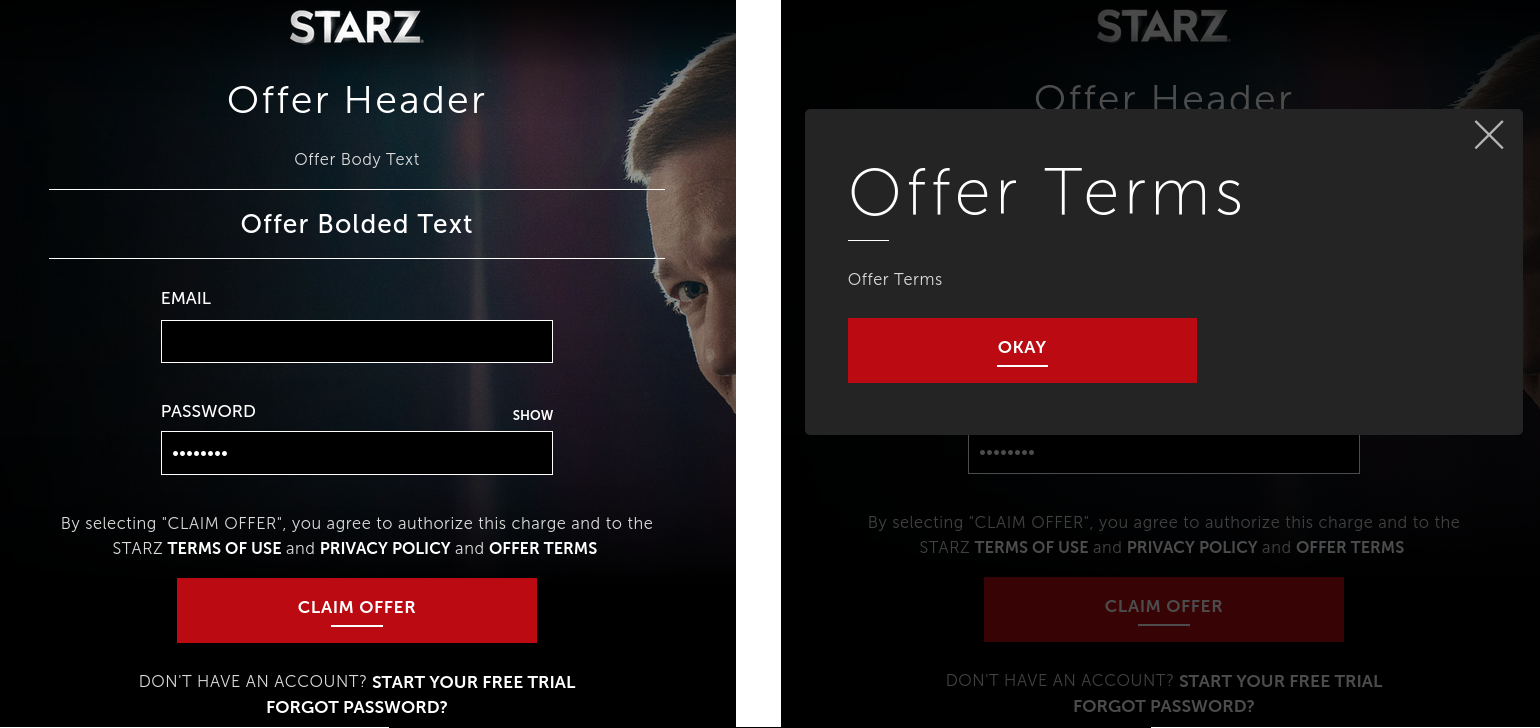 STARZ
Offer Header
Offer Body Text
Offer Bolded Text
EMAIL
PASSWORD
SHOW
••••••••
By selecting "CLAIM OFFER", you agree to authorize this charge and to the
STARZ TERMS OF USE and PRIVACY POLICY and OFFER TERMS
CLAIM OFFER
DON'T HAVE AN ACCOUNT? START YOUR FREE TRIAL
FORGOT PASSWORD?
STARZ
Offer Header
Offer Terms
Offer Terms
OKAY
••••••••
By selecting "CLAIM OFFER", you agree to authorize this charge and to the
STARZ TERMS OF USE and PRIVACY POLICY and OFFER TERMS
CLAIM OFFER
DON'T HAVE AN ACCOUNT? START YOUR FREE TRIAL
FORGOT PASSWORD?